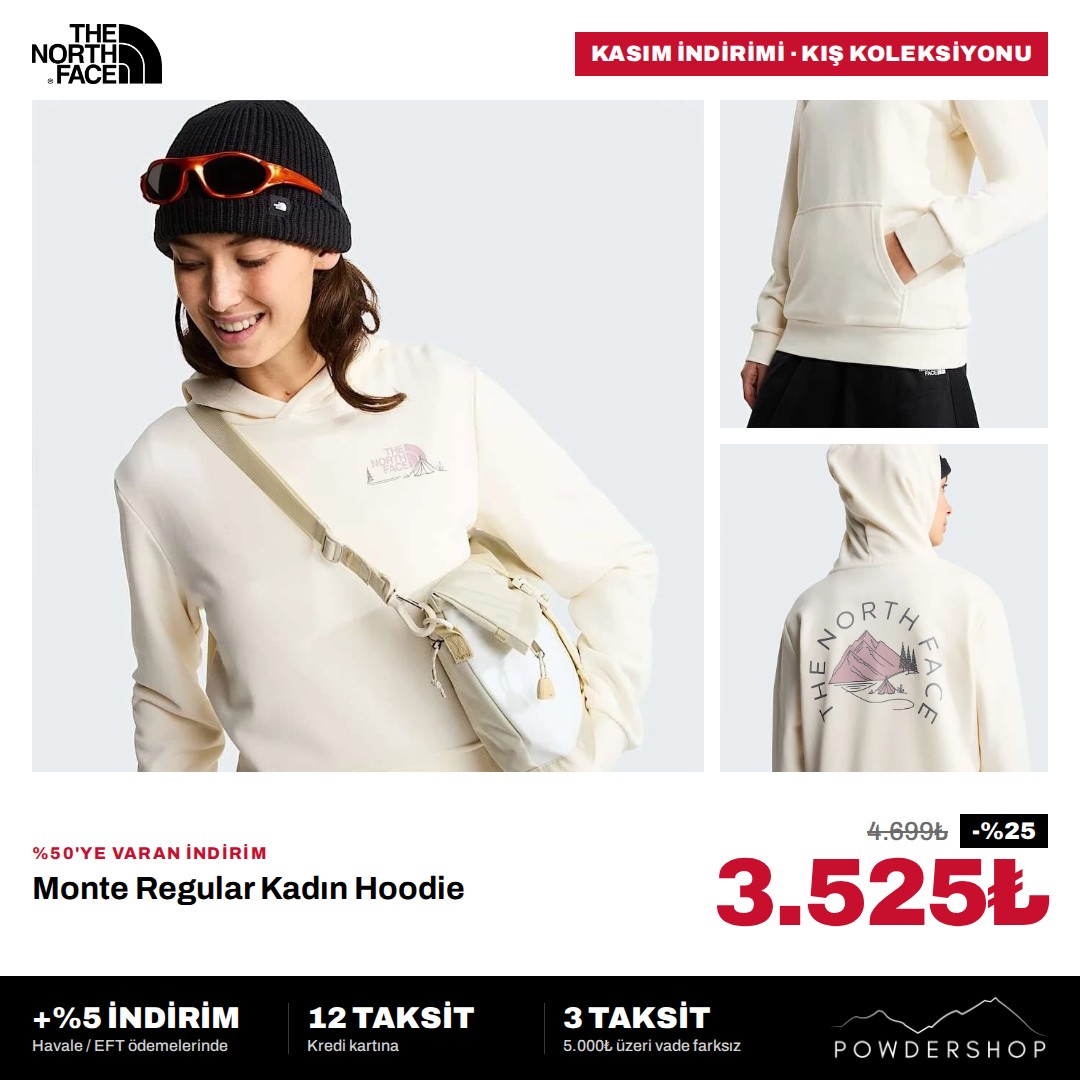 THE
NORTH
FACE
KASIM İNDİRİMİ · KIŞ KOLEKSİYONU
THE
NORTH
FACE
FACE
THE NORTH FACE
4.699₺ -%25
%50'YE VARAN İNDİRİM
Monte Regular Kadın Hoodie
3.525₺
+%5 İNDİRİM
Havale / EFT ödemelerinde
12 TAKSİT
Kredi kartına
3 TAKSİT
5.000₺ üzeri vade farksız
POWDERSHOP